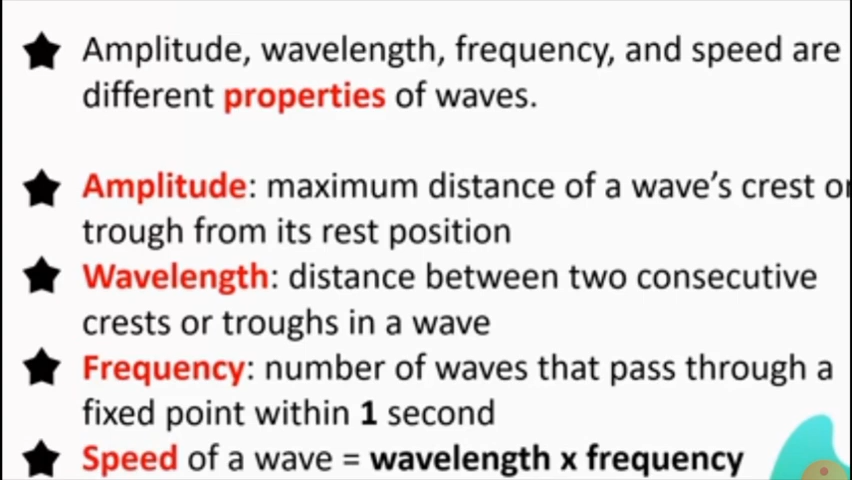 Amplitude, wavelength, frequency, and speed are
different properties of waves.
Amplitude: maximum distance of a wave's crest or
trough from its rest position
Wavelength: distance between two consecutive
crests or troughs in a wave
Frequency: number of waves that pass through a
fixed point within 1 second
Speed of a wave = wavelength x frequency